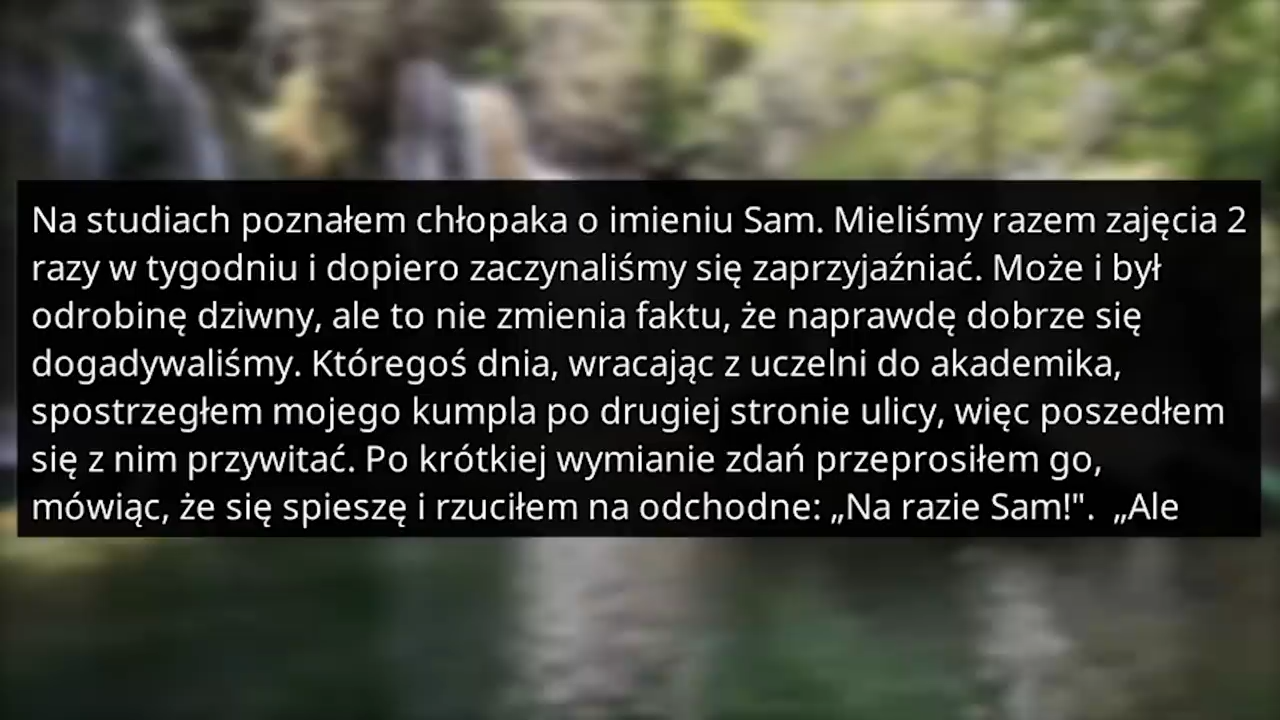 Na studiach poznałem chłopaka o imieniu Sam. Mieliśmy razem zajęcia 2
razy w tygodniu i dopiero zaczynaliśmy się zaprzyjaźniać. Może i był
odrobinę dziwny, ale to nie zmienia faktu, że naprawdę dobrze się
dogadywaliśmy. Któregoś dnia, wracając z uczelni do akademika,
spostrzegłem mojego kumpla po drugiej stronie ulicy, więc poszedłem
się z nim przywitać. Po krótkiej wymianie zdań przeprosiłem go,
mówiąc, że się spieszę i rzuciłem na odchodne: „Na razie Sam!".  „Ale